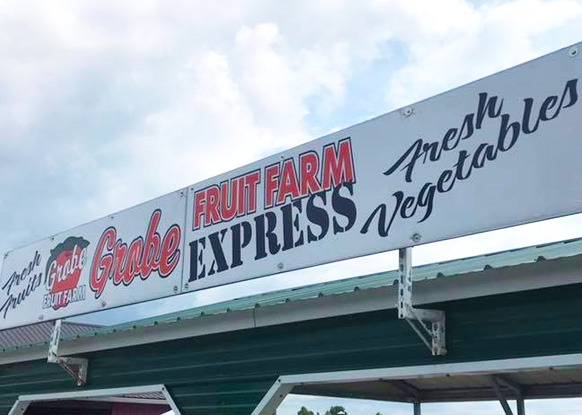 Fresh
Fruits
Grobe
FRUIT FARM
Grobe
FRUIT FARM
EXPRESS
Fresh
Vegetables